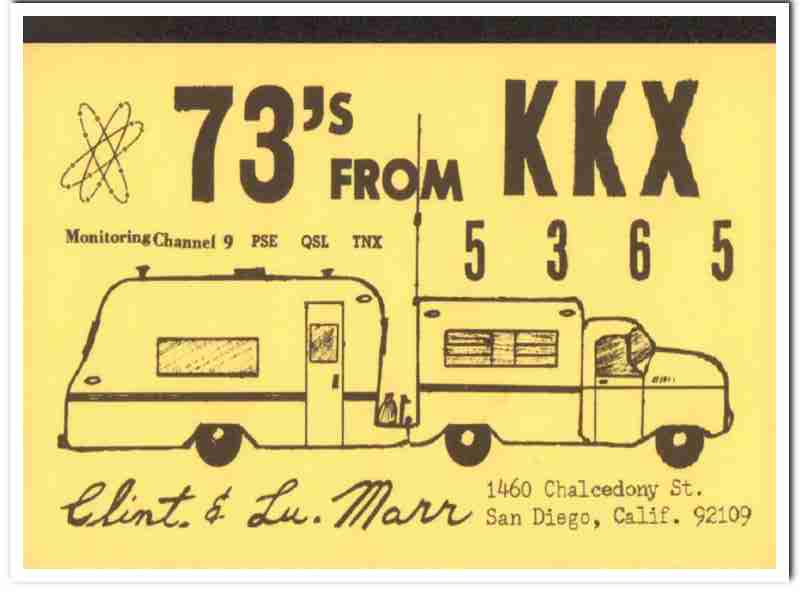 73's FROM KKX
5 3 6 5
Monitoring Channel 9 PSE QSL TNX
Clint. & Lu. Marr
1460 Chalcedony St.
San Diego, Calif. 92109